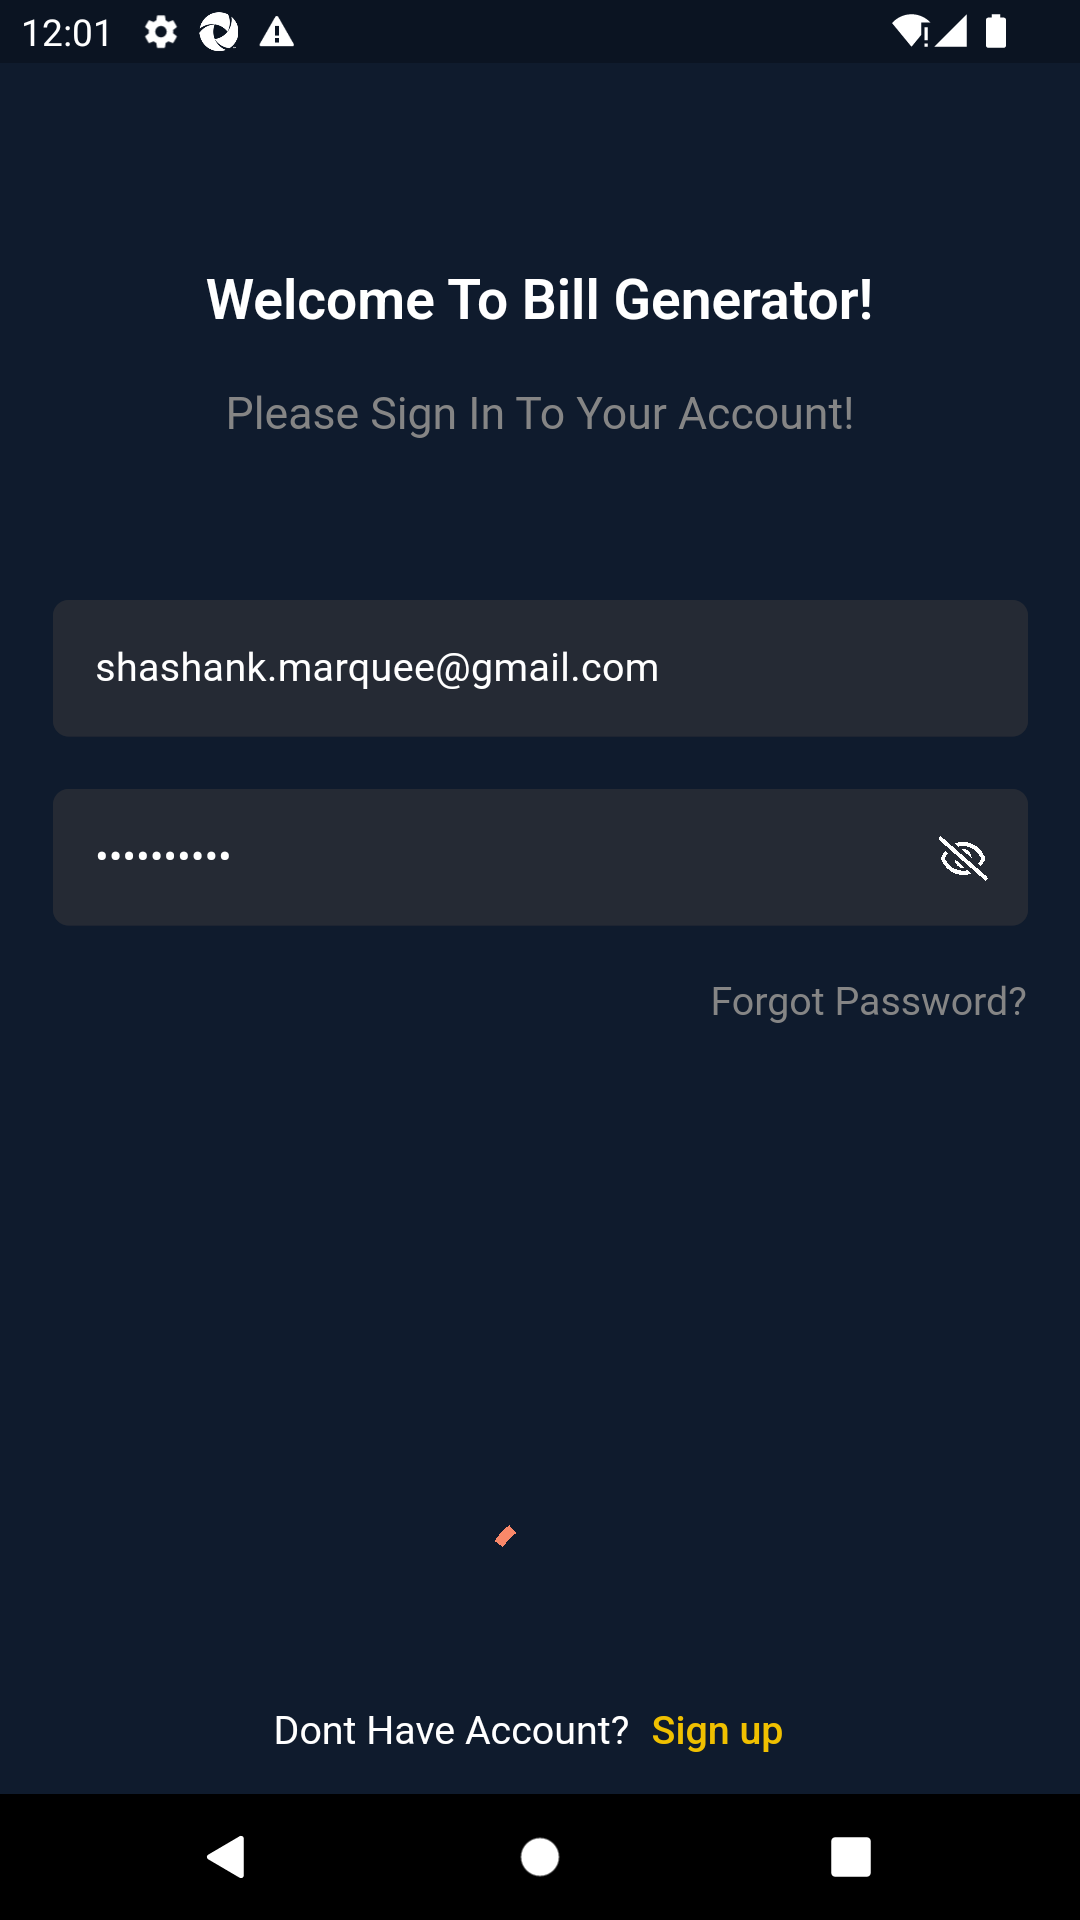 12:01
Welcome To Bill Generator!
Please Sign In To Your Account!
shashank.marquee@gmail.com
••••••••••
Forgot Password?
Dont Have Account? Sign up